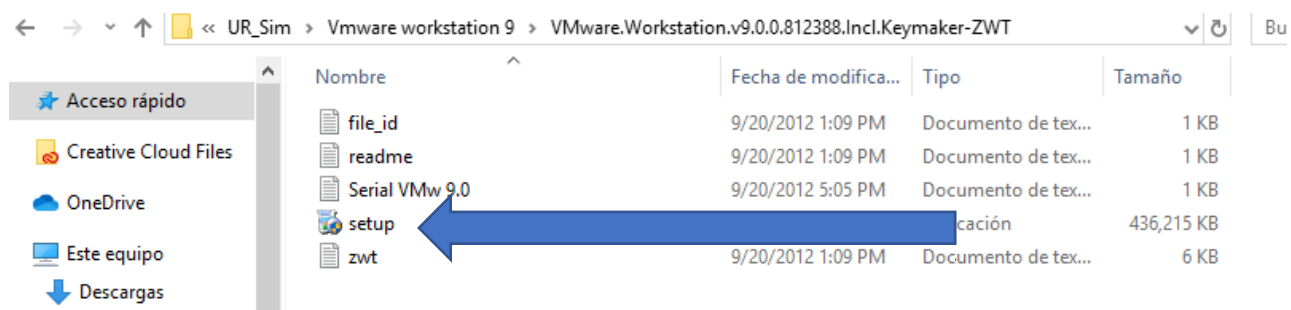 UR_Sim > Vmware workstation 9 > VMware.Workstation.v9.0.0.812388.Incl.Keymaker-ZWT Bu
Nombre Fecha de modifica... Tipo Tamaño
Acceso rápido
file_id 9/20/2012 1:09 PM Documento de tex... 1 KB
Creative Cloud Files
readme 9/20/2012 1:09 PM Documento de tex... 1 KB
Serial VMw 9.0 9/20/2012 5:05 PM Documento de tex... 1 KB
OneDrive
setup cación 436,215 KB
Este equipo
zwt 9/20/2012 1:09 PM Documento de tex... 6 KB
Descargas